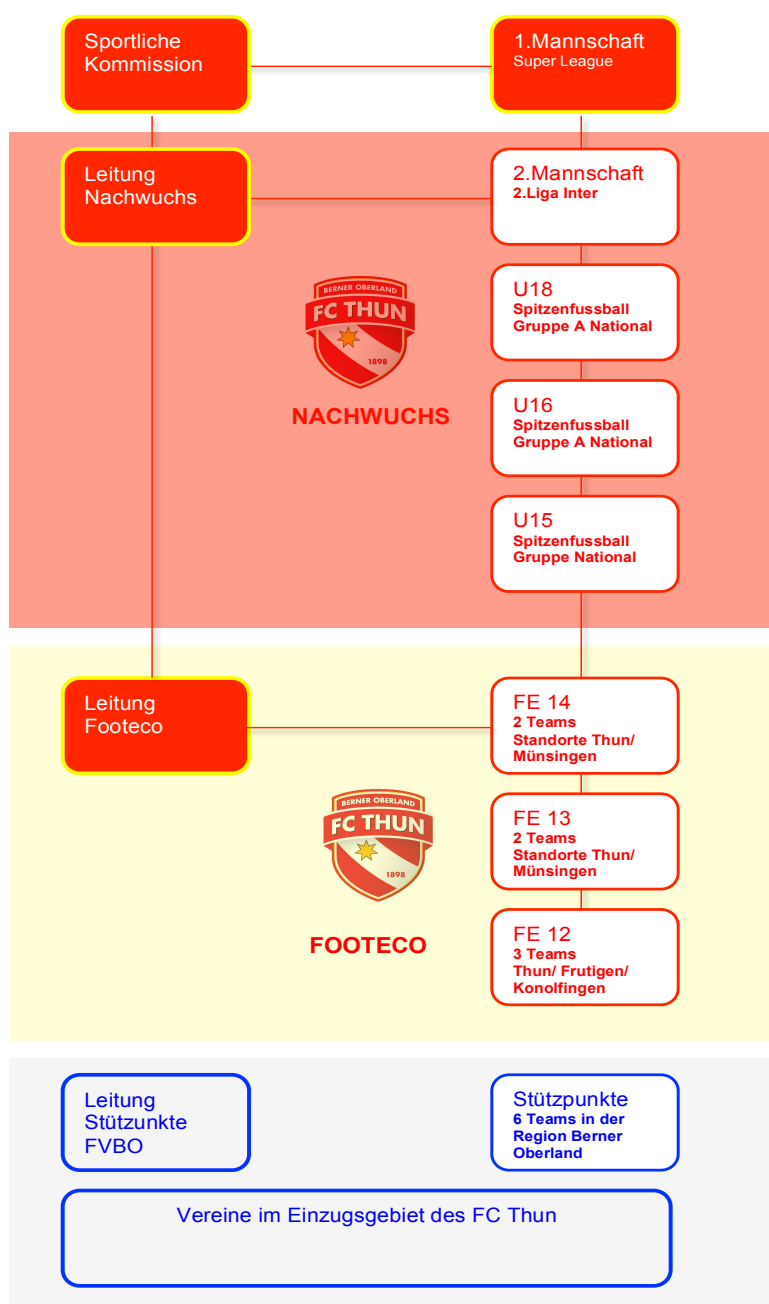 Sportliche
Kommission
1.Mannschaft
Super League
Leitung
Nachwuchs
2.Mannschaft
2.Liga Inter
U18
Spitzenfussball
Gruppe A National
BERNER OBERLAND
FC THUN
1898
NACHWUCHS
U16
Spitzenfussball
Gruppe A National
U15
Spitzenfussball
Gruppe National
Leitung
Footeco
FE 14
2 Teams
Standorte Thun/
Münsingen
BERNER OBERLAND
FC THUN
1898
FOOTECO
FE 13
2 Teams
Standorte Thun/
Münsingen
FE 12
3 Teams
Thun/ Frutigen/
Konolfingen
Leitung
Stützunkte
FVBO
Stützpunkte
6 Teams in der
Region Berner
Oberland
Vereine im Einzugsgebiet des FC Thun